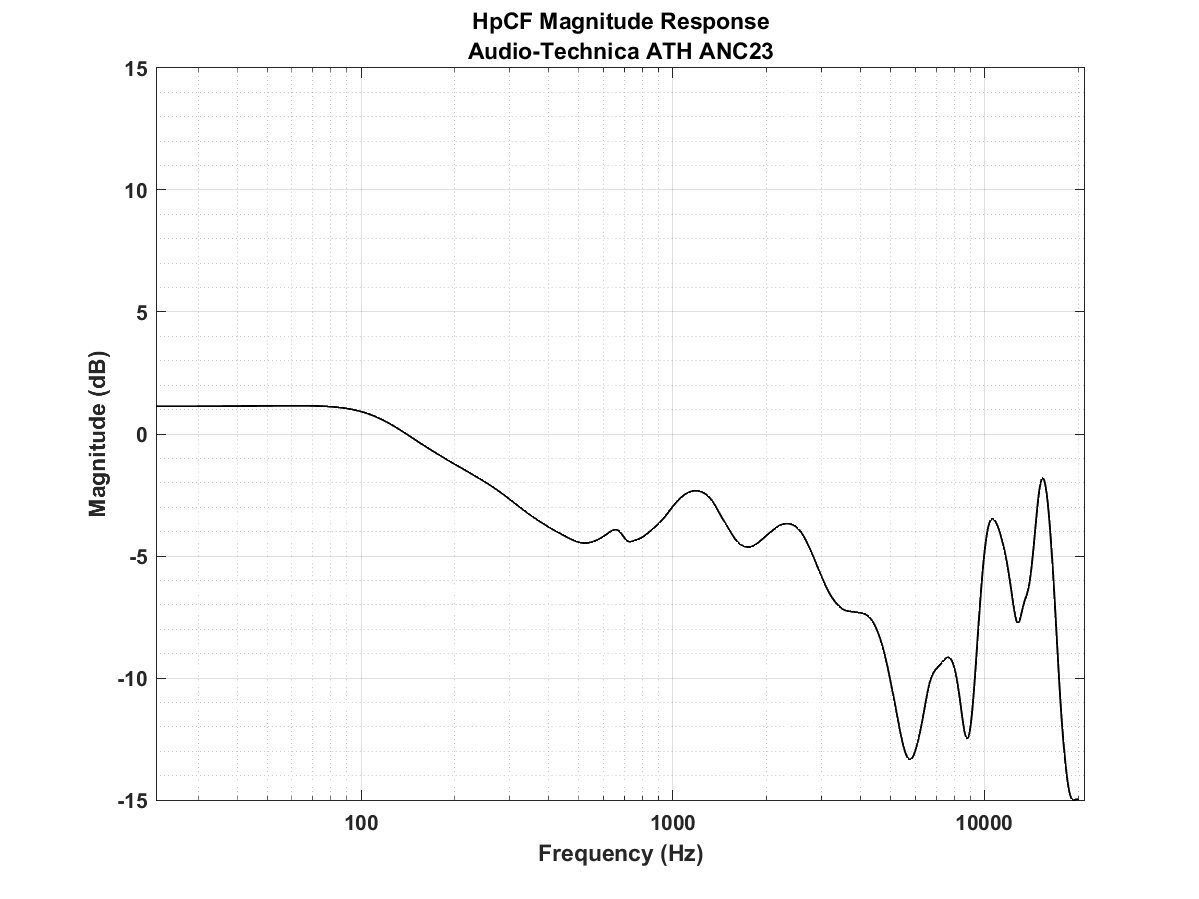 HpCF Magnitude Response
Audio-Technica ATH ANC23
15
10
5
0
-5
-10
-15
Magnitude (dB)
100
1000
10000
Frequency (Hz)